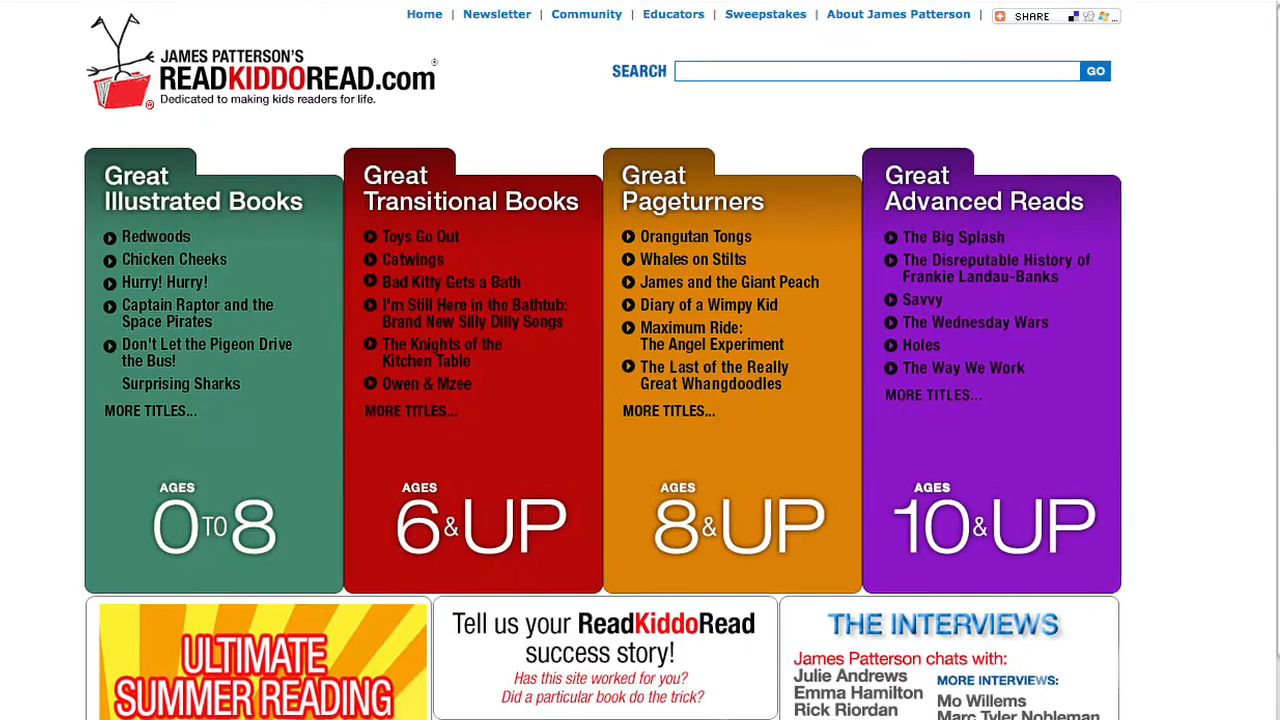 Home | Newsletter | Community | Educators | Sweepstakes | About James Patterson | SHARE ...
JAMES PATTERSON'S
READKIDDOREAD.com
Dedicated to making kids readers for life.
SEARCH GO
Great
Illustrated Books
Redwoods
Chicken Cheeks
Hurry! Hurry!
Captain Raptor and the
Space Pirates
Don't Let the Pigeon Drive
the Bus!
Surprising Sharks
MORE TITLES...
AGES
0 TO 8
Great
Transitional Books
Toys Go Out
Catwings
Bad Kitty Gets a Bath
I'm Still Here in the Bathtub:
Brand New Silly Dilly Songs
The Knights of the
Kitchen Table
Owen & Mzee
MORE TITLES...
AGES
6 & UP
Great
Pageturners
Orangutan Tongs
Whales on Stilts
James and the Giant Peach
Diary of a Wimpy Kid
Maximum Ride:
The Angel Experiment
The Last of the Really
Great Whangdoodles
MORE TITLES...
AGES
8 & UP
Great
Advanced Reads
The Big Splash
The Disreputable History of
Frankie Landau-Banks
Savvy
The Wednesday Wars
Holes
The Way We Work
MORE TITLES...
AGES
10 & UP
ULTIMATE
SUMMER READING
Tell us your ReadKiddoRead
success story!
Has this site worked for you?
Did a particular book do the trick?
THE INTERVIEWS
James Patterson chats with:
Julie Andrews
Emma Hamilton
Rick Riordan
MORE INTERVIEWS:
Mo Willems
Marc Tyler Nobleman